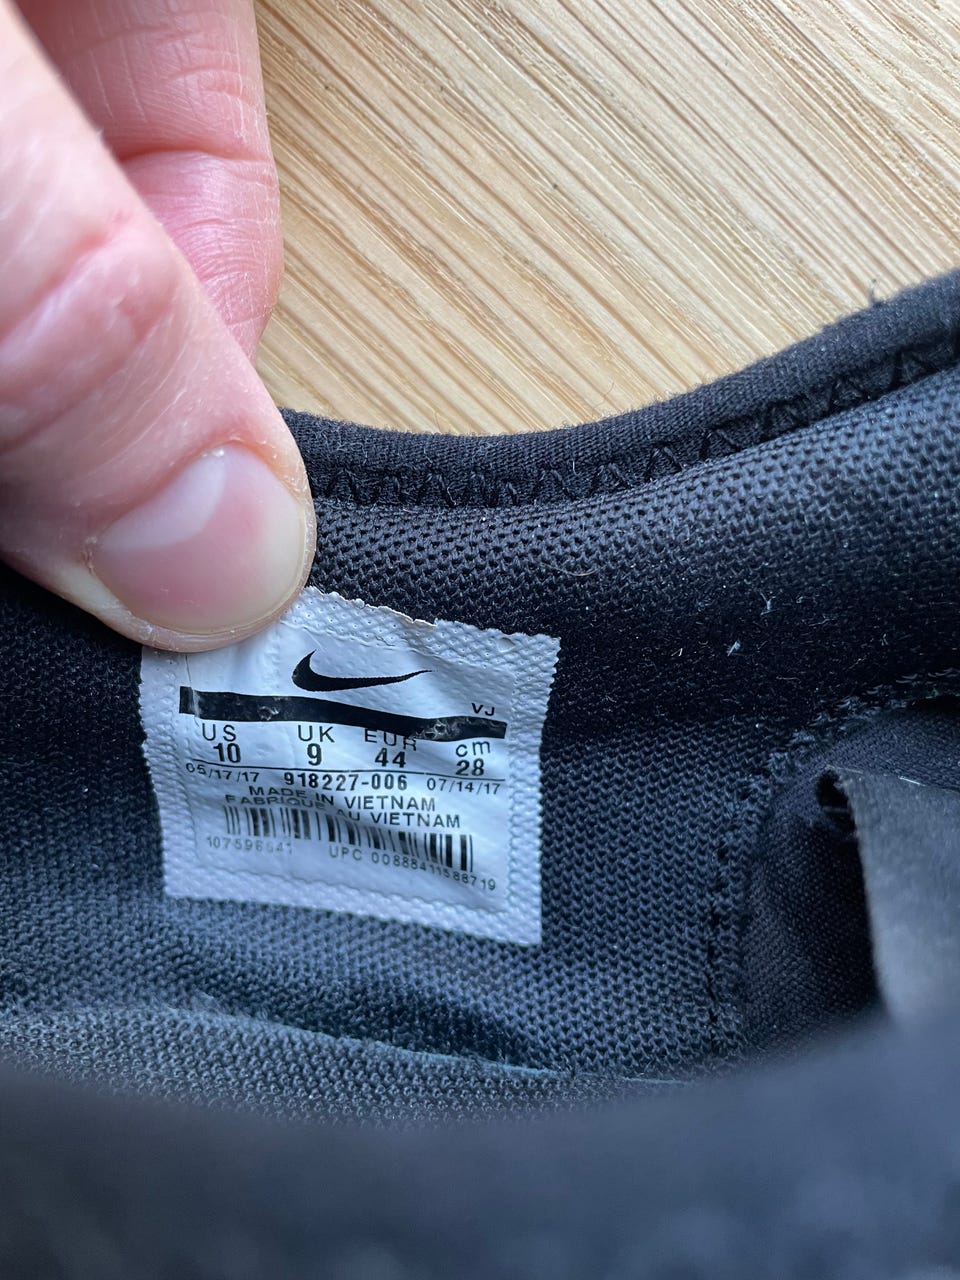 VJ
US UK EUR cm
10 9 44 28
05/17/17 918227-006 07/14/17
MADE IN VIETNAM
FABRIQUE AU VIETNAM
UPC 00888411588719